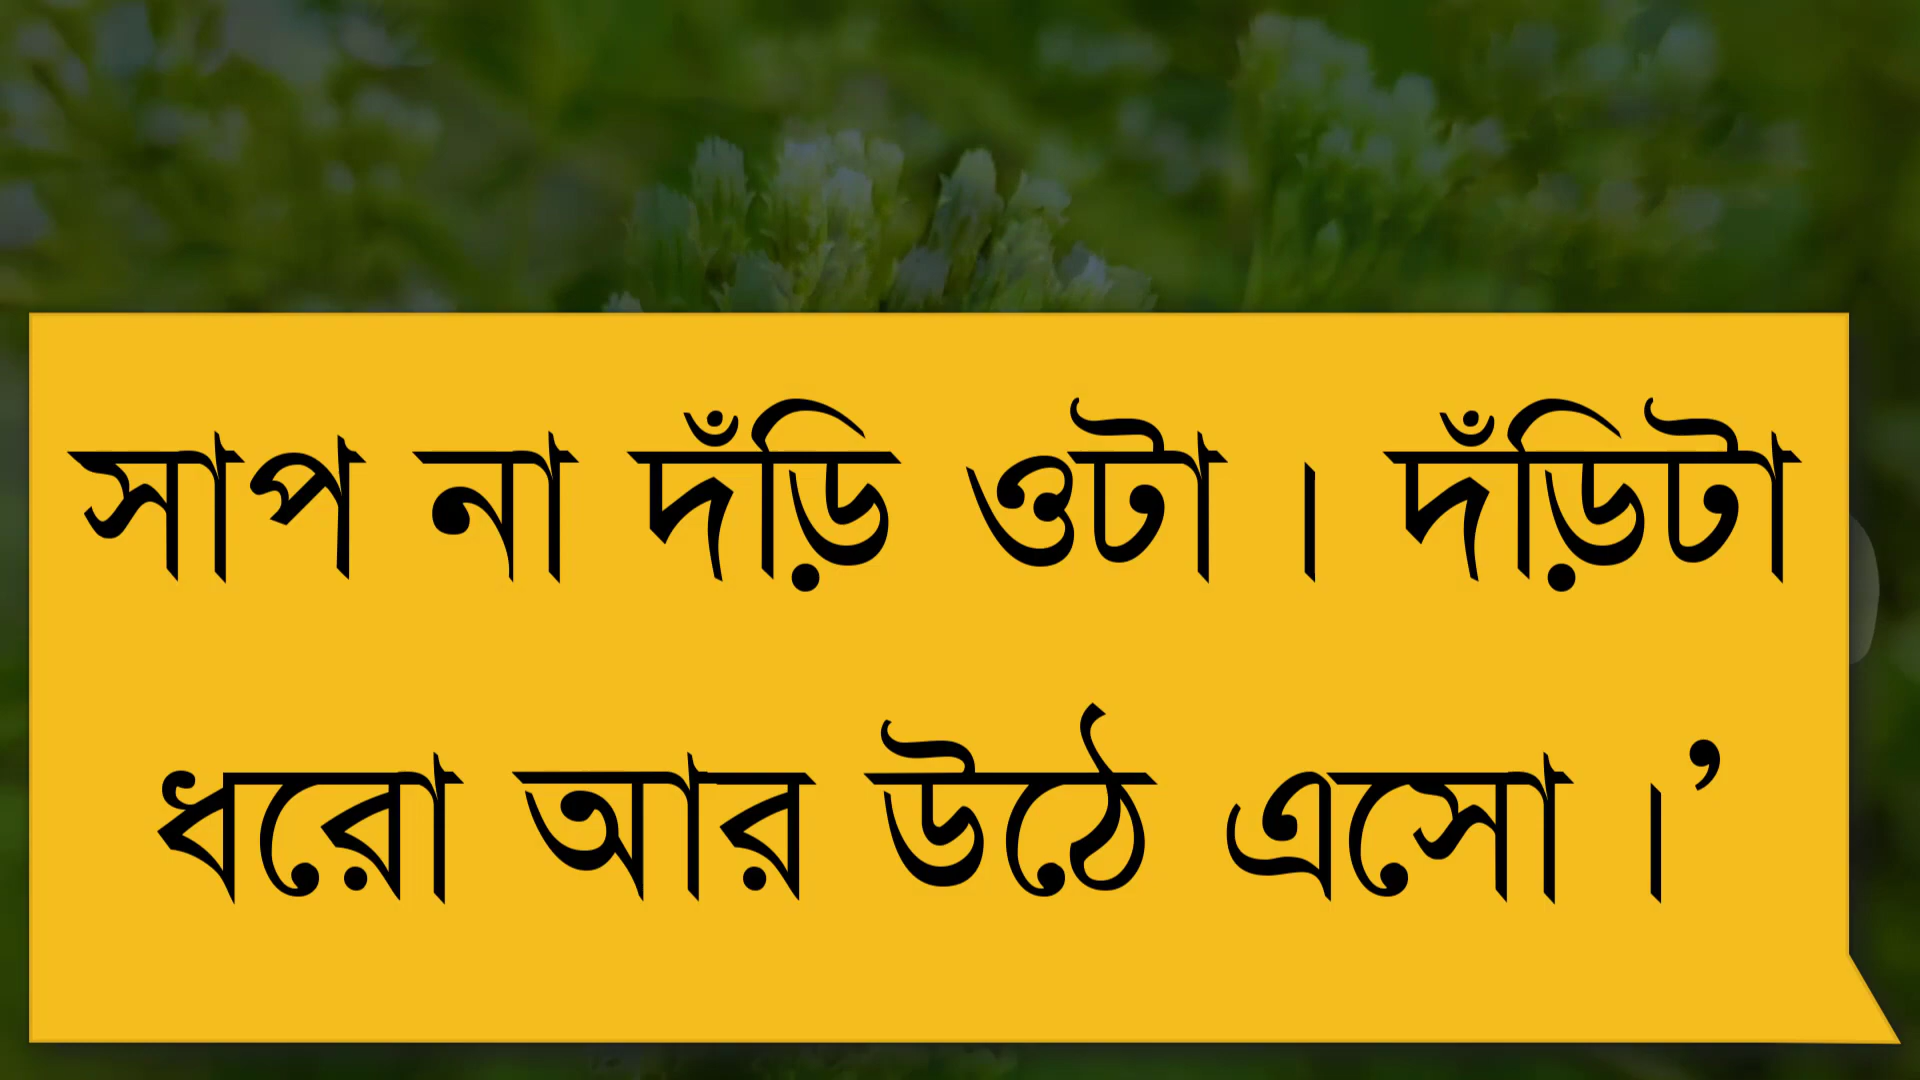 সাপ না দঁড়ি ওটা । দঁড়িটা
ধরো আর উঠে এসো ।’